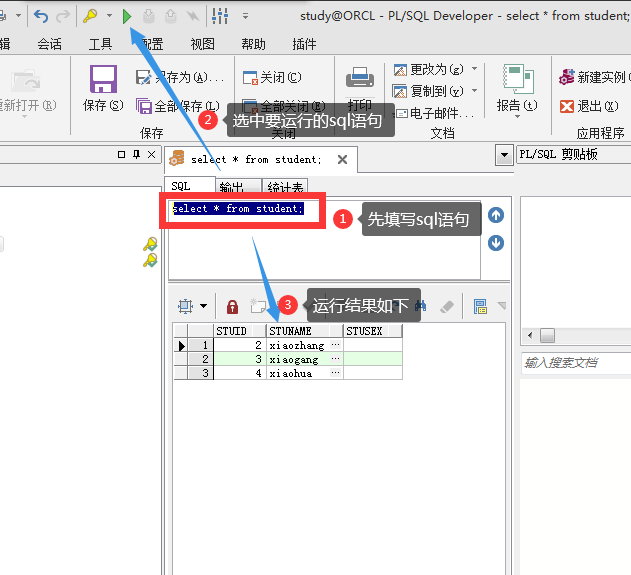 study@ORCL - PL/SQL Developer - select * from student;
辑 会话 工具 配置 视图 帮助 插件
重新打开 (R)
保存 (S)
另存为(A)...
全部保存 (L)
保存
关闭 (C)
全部关闭 (R)
关闭
打印
更改为 (g)
复制到 (y)
电子邮件...
文档
报告 (t)
新建实例 (
退出 (J)
应用程序
2 选中要运行的sql语句
select * from student;
PL/SQL 剪贴板
SQL 输出 统计表
select * from student;
1 先填写sql语句
3 运行结果如下
STUID STUNAME STUSEX
1 2 xiaozhang ...
2 3 xiaogang ...
3 4 xiaohua ...
输入搜索文档